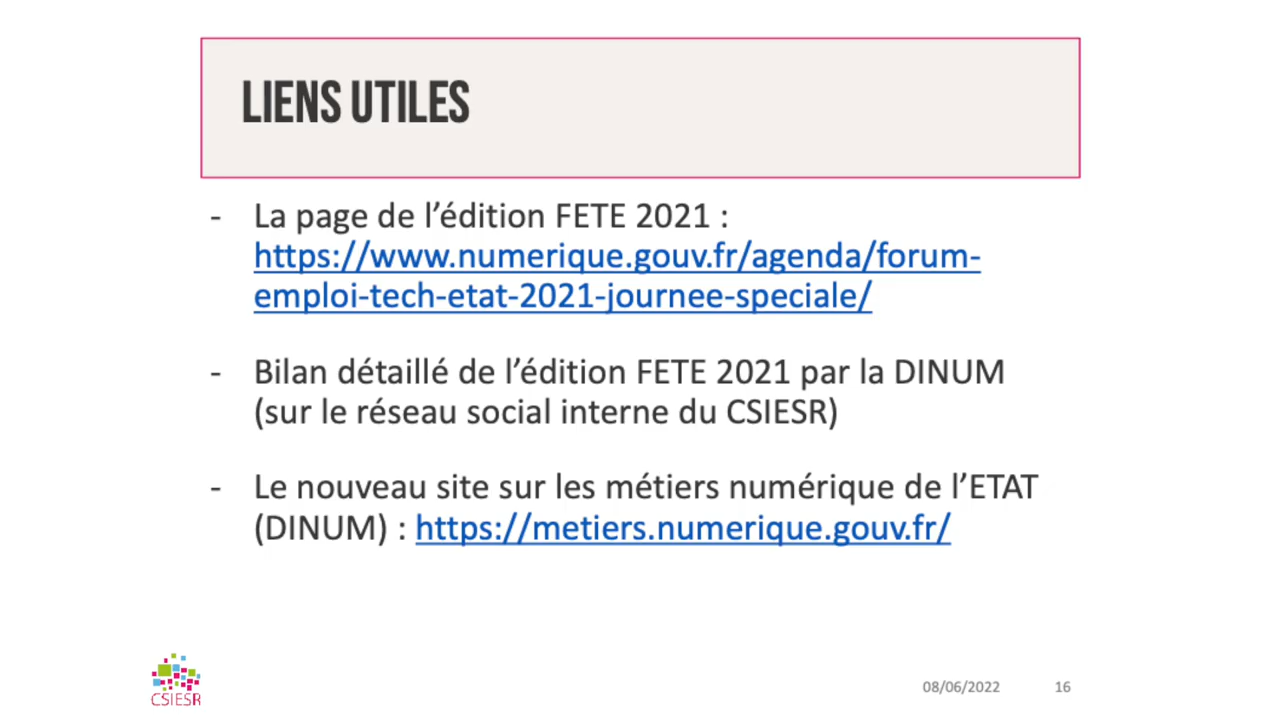 LIENS UTILES
- La page de l’édition FETE 2021 :
https://www.numerique.gouv.fr/agenda/forum-
emploi-tech-etat-2021-journee-speciale/
- Bilan détaillé de l’édition FETE 2021 par la DINUM
(sur le réseau social interne du CSIESR)
- Le nouveau site sur les métiers numérique de l’ETAT
(DINUM) : https://metiers.numerique.gouv.fr/
CSIESR
08/06/2022 16